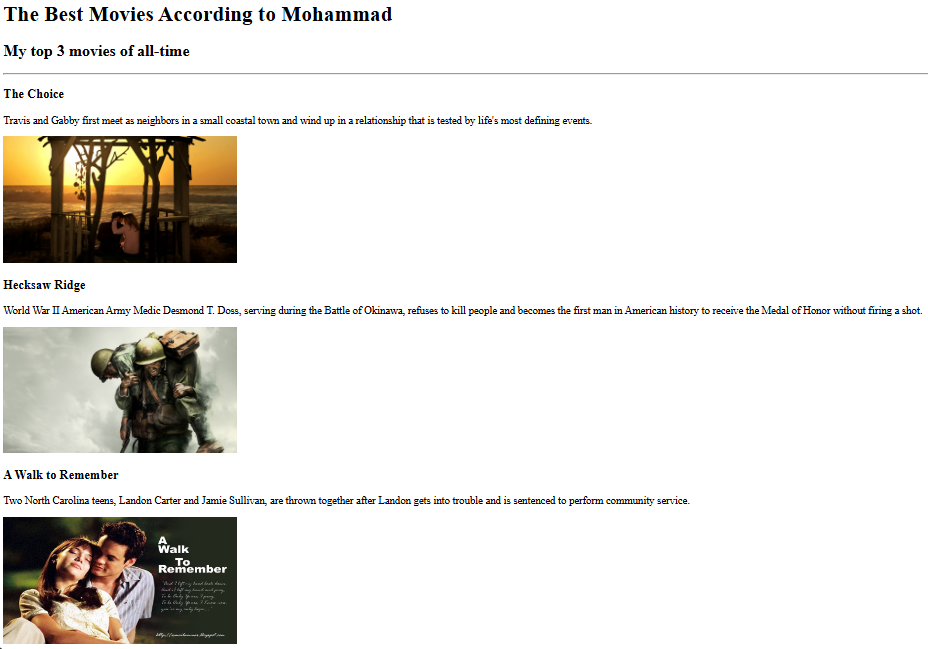 The Best Movies According to Mohammad
My top 3 movies of all-time
The Choice
Travis and Gabby first meet as neighbors in a small coastal town and wind up in a relationship that is tested by life's most defining events.
Hecksaw Ridge
World War II American Army Medic Desmond T. Doss, serving during the Battle of Okinawa, refuses to kill people and becomes the first man in American history to receive the Medal of Honor without firing a shot.
A Walk to Remember
Two North Carolina teens, Landon Carter and Jamie Sullivan, are thrown together after Landon gets into trouble and is sentenced to perform community service.
A
Walk
To
Remember